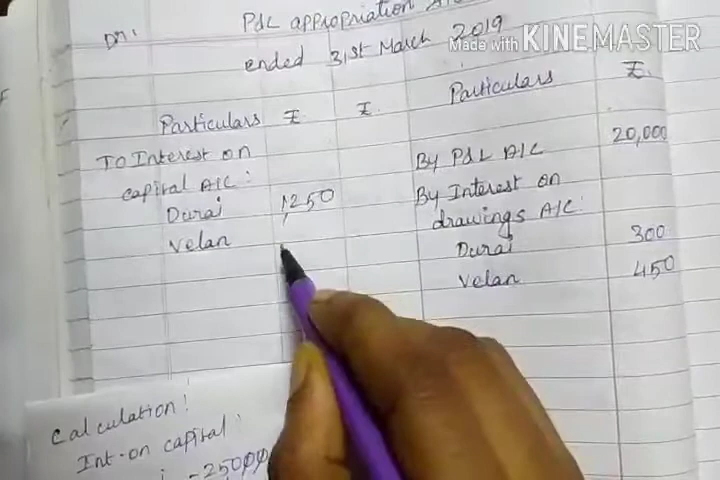 Dr.
P&L appropriation A/c
ended 31st March 2019
Made with KINEMASTER
Particulars ₹ ₹ Particulars ₹.
To Interest on
capital A/C:
Durai 1,250
Velan
By P&L A/C 20,000
By Interest on
drawings A/C:
Durai 300
Velan 450
Calculation:
Int. on capital: